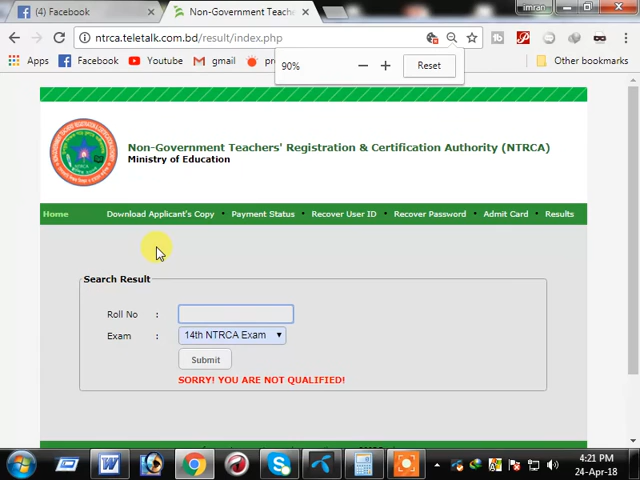 imran
(4) Facebook
Non-Government Teache
ntrca.teletalk.com.bd/result/index.php
Apps
Facebook
Youtube
gmail
Other bookmarks
90%
Reset
Non-Government Teachers' Registration & Certification Authority (NTRCA)
Ministry of Education
Home
Download Applicant's Copy
Payment Status
Recover User ID
Recover Password
Admit Card
Results
Search Result
Roll No :
Exam : 14th NTRCA Exam
Submit
SORRY! YOU ARE NOT QUALIFIED!
4:21 PM
24-Apr-18